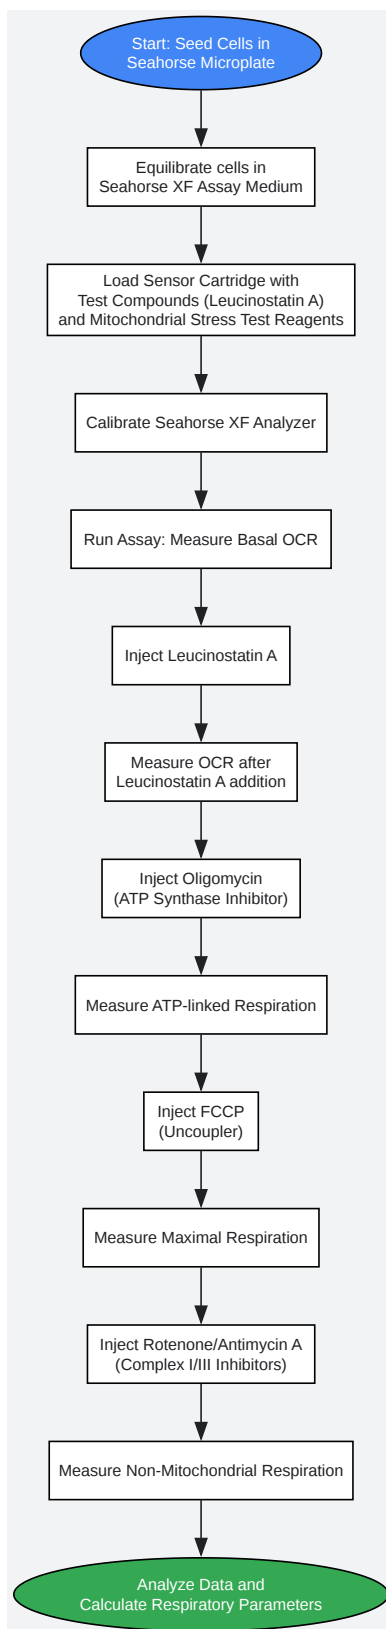 Start: Seed Cells in
Seahorse Microplate
Equilibrate cells in
Seahorse XF Assay Medium
Load Sensor Cartridge with
Test Compounds (Leucinostatin A)
and Mitochondrial Stress Test Reagents
Calibrate Seahorse XF Analyzer
Run Assay: Measure Basal OCR
Inject Leucinostatin A
Measure OCR after
Leucinostatin A addition
Inject Oligomycin
(ATP Synthase Inhibitor)
Measure ATP-linked Respiration
Inject FCCP
(Uncoupler)
Measure Maximal Respiration
Inject Rotenone/Antimycin A
(Complex I/III Inhibitors)
Measure Non-Mitochondrial Respiration
Analyze Data and
Calculate Respiratory Parameters